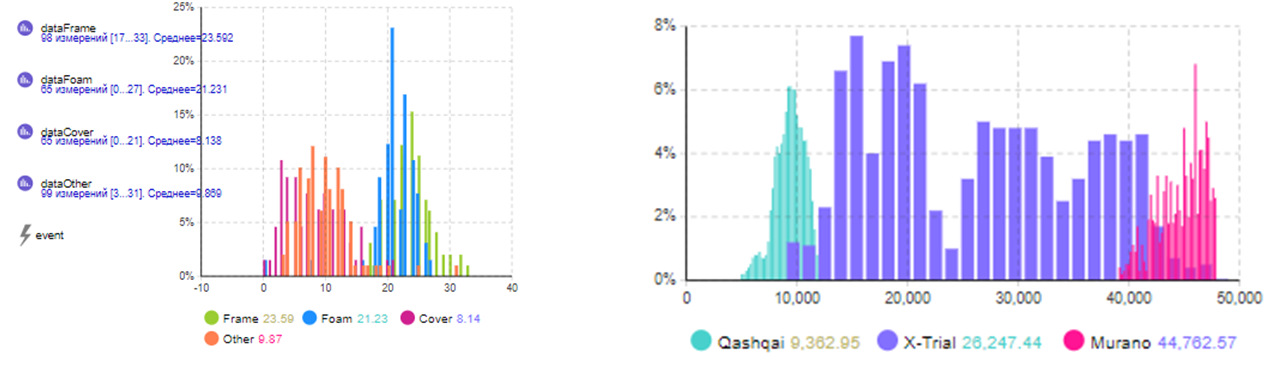 dataFrame
98 измерений [17...33]. Среднее=23.592
dataFoam
65 измерений [0...27]. Среднее=21.231
dataCover
65 измерений [0...21]. Среднее=8.138
dataOther
99 измерений [3...31]. Среднее=9.869
event
25%
20%
15%
10%
5%
0%
-10 0 10 20 30 40
Frame 23.59 Foam 21.23 Cover 8.14
Other 9.87
8%
6%
4%
2%
0%
0 10,000 20,000 30,000 40,000 50,000
Qashqai 9,362.95 X-Trial 26,247.44 Murano 44,762.57